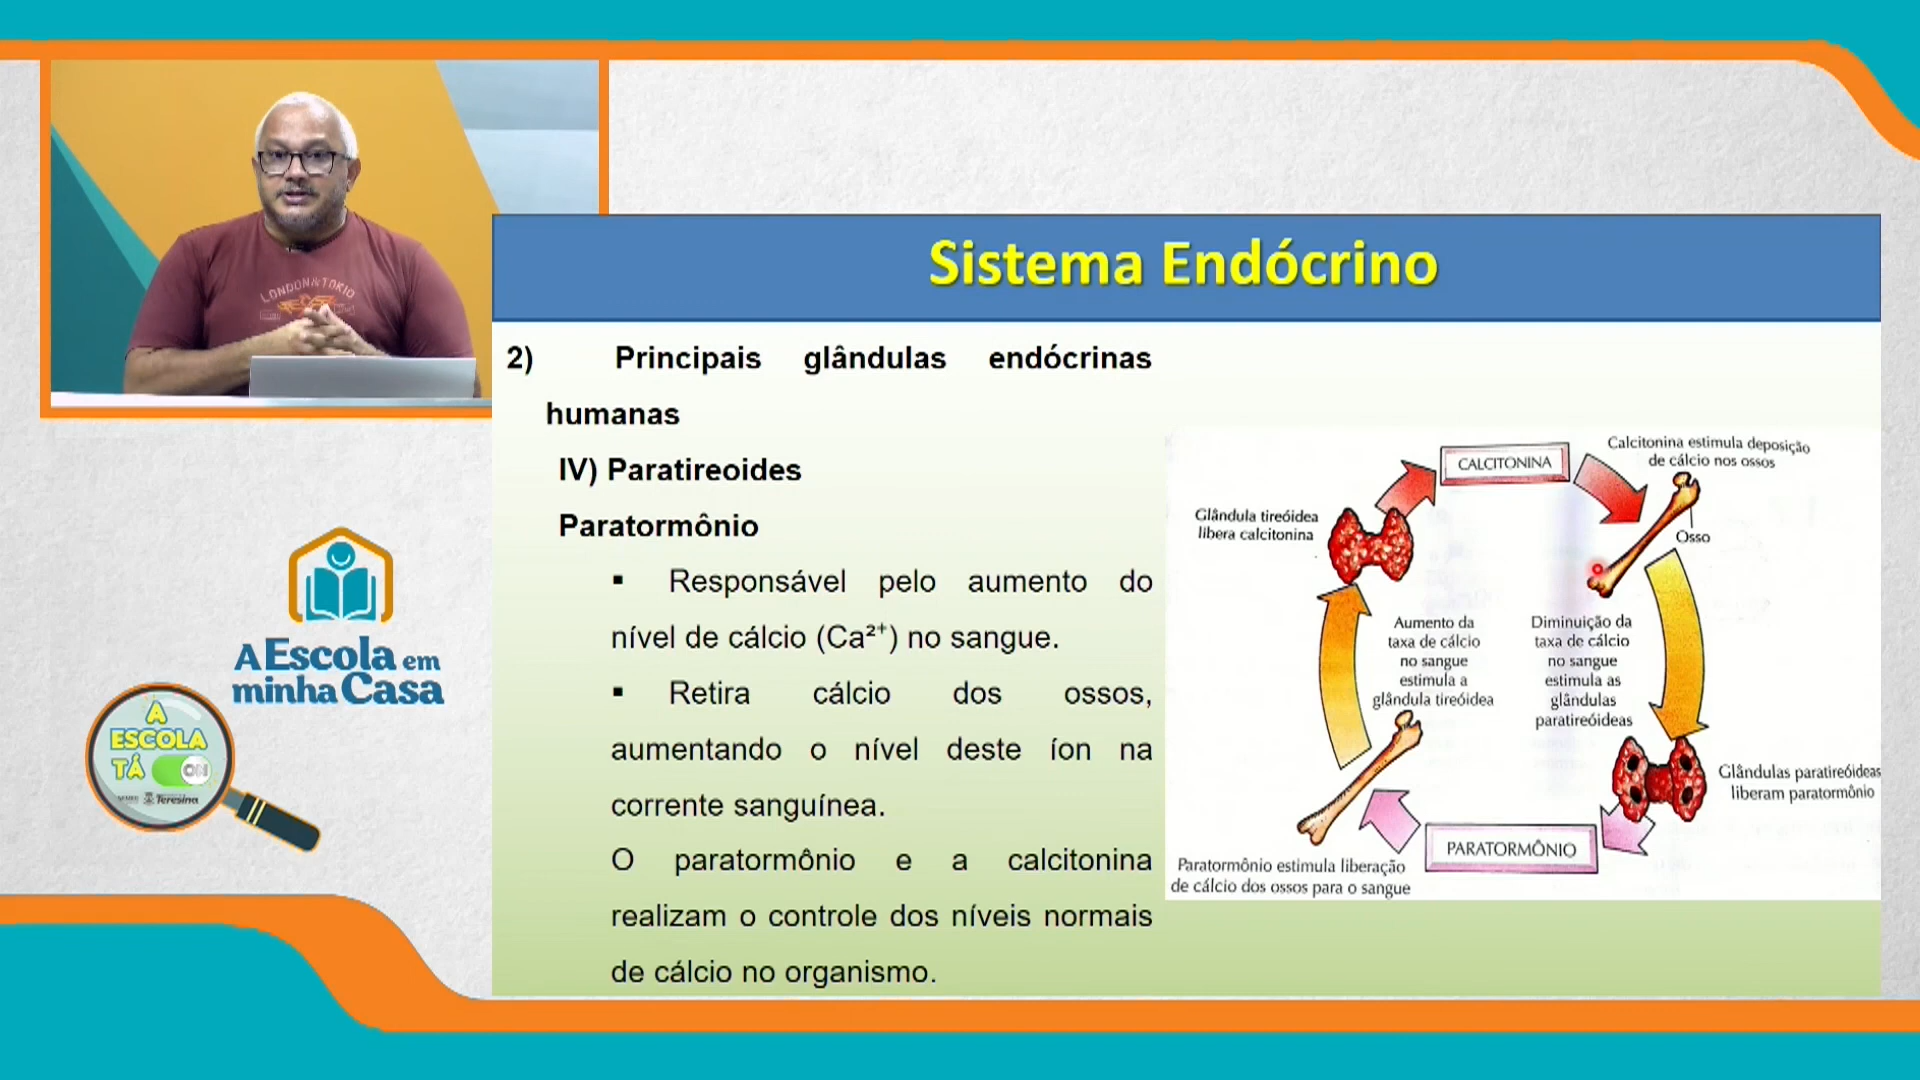 Sistema Endócrino
2) Principais glândulas endócrinas
humanas
IV) Paratireoides
Paratormônio
▪ Responsável pelo aumento do
nível de cálcio (Ca²⁺) no sangue.
▪ Retira cálcio dos ossos,
aumentando o nível deste íon na
corrente sanguínea.
O paratormônio e a calcitonina
realizam o controle dos níveis normais
de cálcio no organismo.
CALCITONINA
Calcitonina estimula deposição
de cálcio nos ossos
Glândula tireóidea
libera calcitonina
Osso
Aumento da
taxa de cálcio
no sangue
estimula a
glândula tireóidea
Diminuição da
taxa de cálcio
no sangue
estimula as
glândulas
paratireóideas
Glândulas paratireóideas
liberam paratormônio
PARATORMÔNIO
Paratormônio estimula liberação
de cálcio dos ossos para o sangue
A Escola em
minha Casa
A
ESCOLA
TÁ ON
Teresina